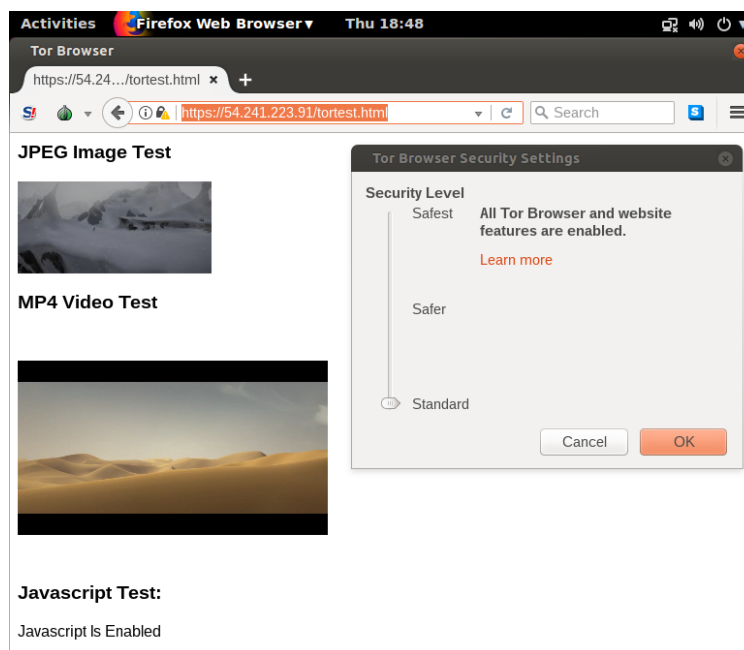 Activities Firefox Web Browser ▾ Thu 18:48
Tor Browser
https://54.24.../tortest.html × +
S! https://54.241.223.91/tortest.html Search S
JPEG Image Test
MP4 Video Test
Javascript Test:
Javascript Is Enabled
Tor Browser Security Settings
Security Level
Safest
All Tor Browser and website
features are enabled.
Learn more
Safer
Standard
Cancel OK